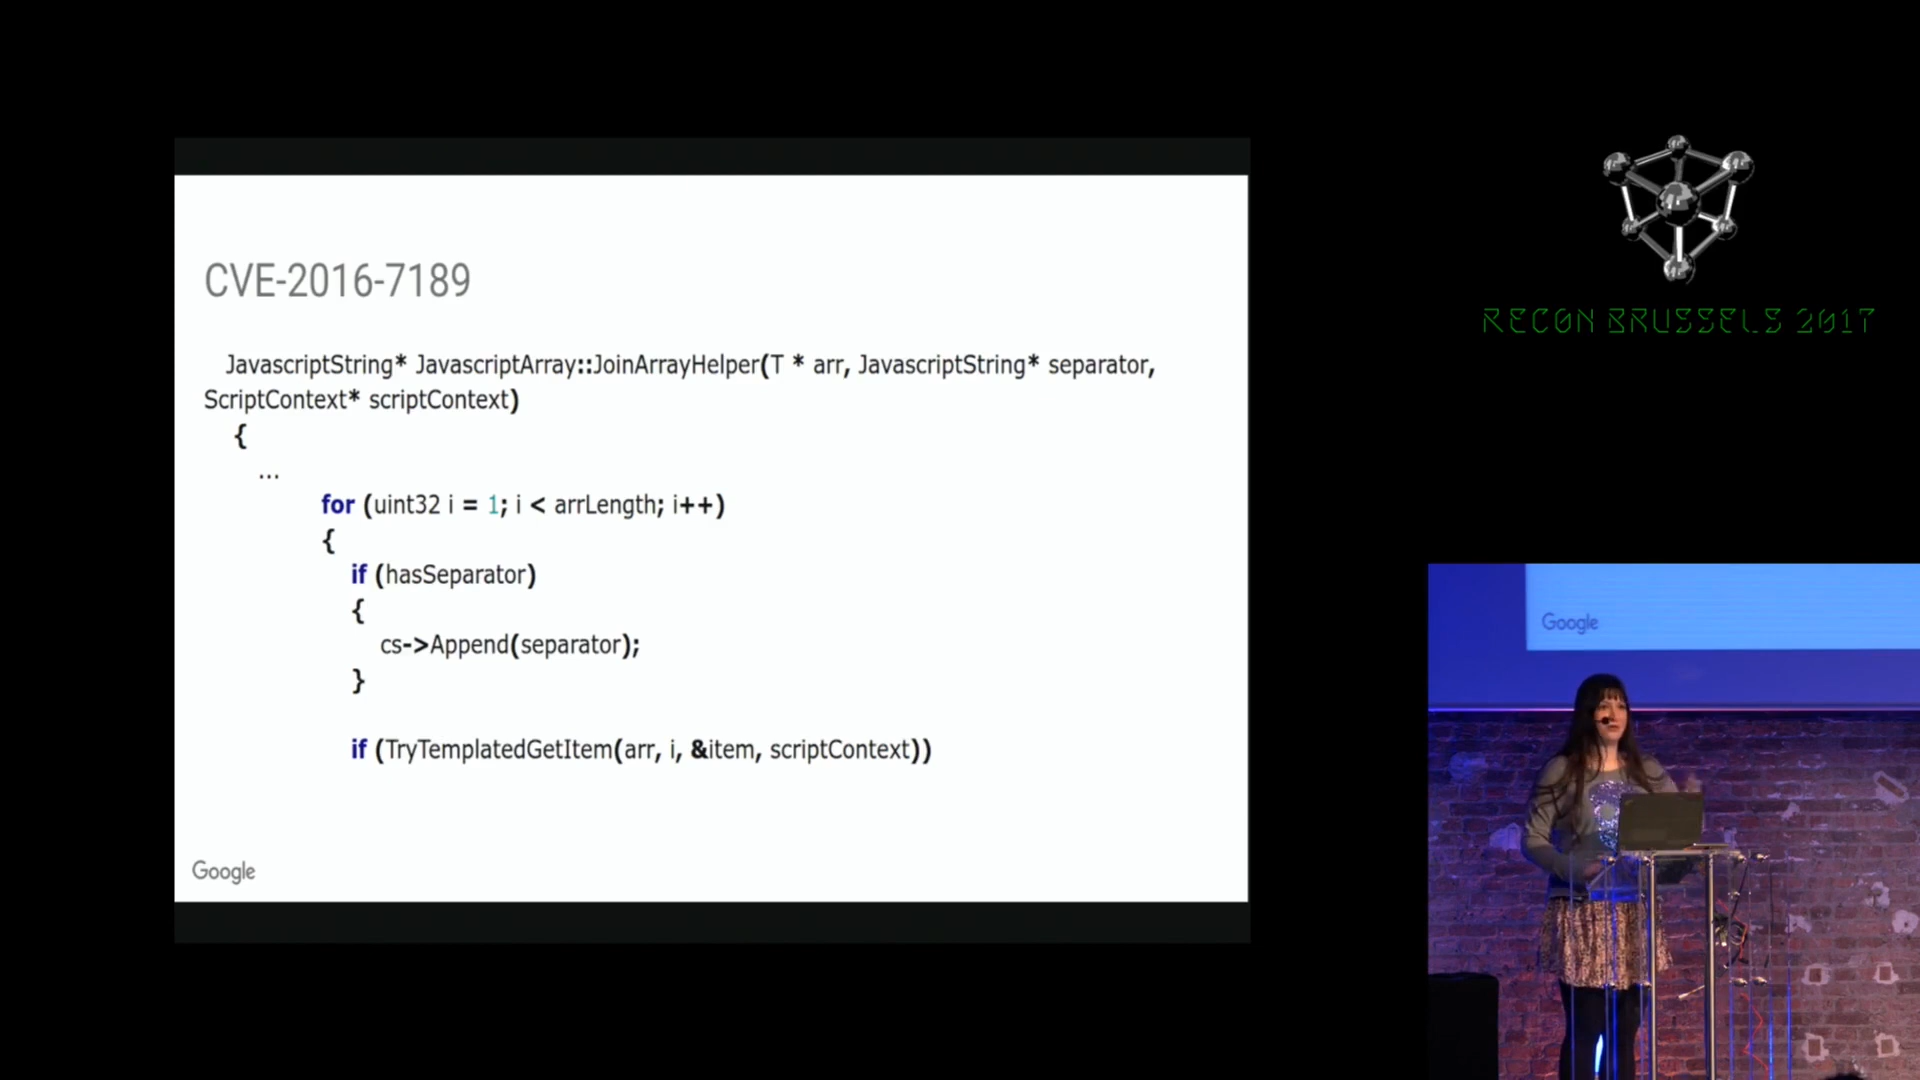 CVE-2016-7189
JavascriptString* JavascriptArray::JoinArrayHelper(T * arr, JavascriptString* separator,
ScriptContext* scriptContext)
{
...
for (uint32 i = 1; i < arrLength; i++)
{
if (hasSeparator)
{
cs->Append(separator);
}
if (TryTemplatedGetItem(arr, i, &item, scriptContext))
Google
RECON BRUSSELS 2017
Google